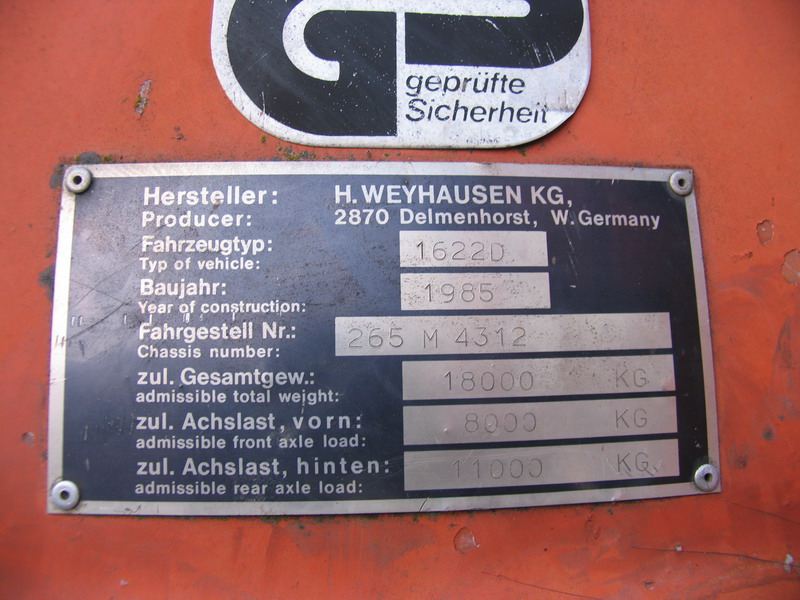 geprüfte
Sicherheit
Hersteller: H. WEYHAUSEN KG,
Producer: 2870 Delmenhorst, W. Germany
Fahrzeugtyp: 1622D
Typ of vehicle:
Baujahr: 1985
Year of construction:
Fahrgestell Nr.: 265 M 4312
Chassis number:
zul. Gesamtgew.: 18000 KG
admissible total weight:
zul. Achslast, vorn: 8000 KG
admissible front axle load:
zul. Achslast, hinten: 11000 KG
admissible rear axle load: